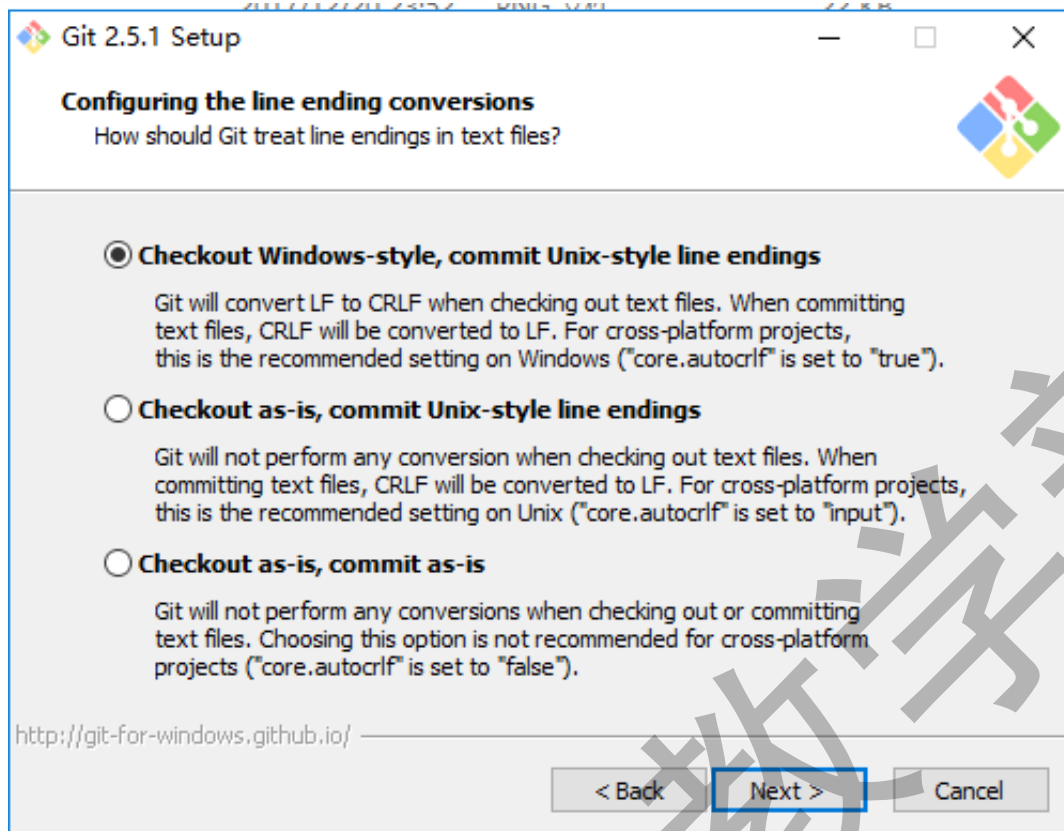 Git 2.5.1 Setup
Configuring the line ending conversions
How should Git treat line endings in text files?
Checkout Windows-style, commit Unix-style line endings
Git will convert LF to CRLF when checking out text files. When committing
text files, CRLF will be converted to LF. For cross-platform projects,
this is the recommended setting on Windows ("core.autocrlf" is set to "true").
Checkout as-is, commit Unix-style line endings
Git will not perform any conversion when checking out text files. When
committing text files, CRLF will be converted to LF. For cross-platform projects,
this is the recommended setting on Unix ("core.autocrlf" is set to "input").
Checkout as-is, commit as-is
Git will not perform any conversions when checking out or committing
text files. Choosing this option is not recommended for cross-platform
projects ("core.autocrlf" is set to "false").
http://git-for-windows.github.io/
< Back Next > Cancel
教学